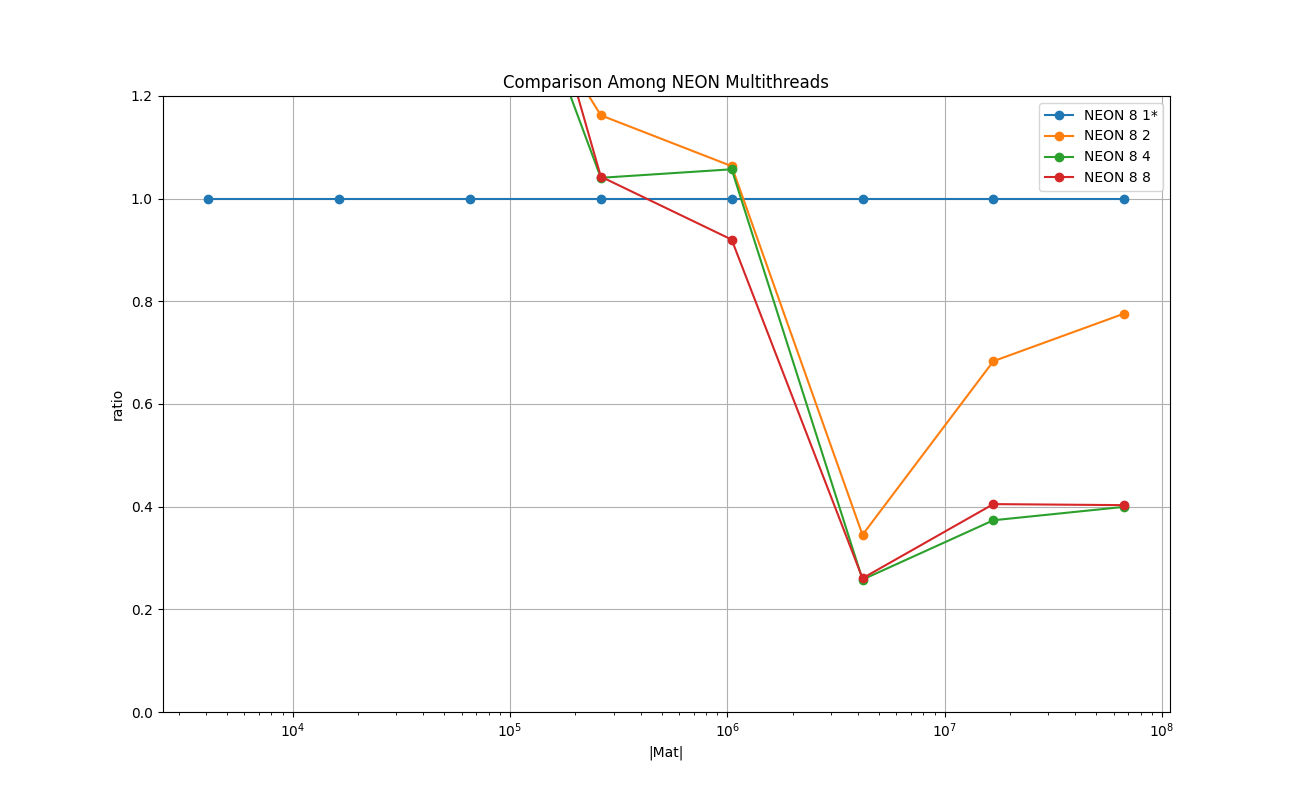 Comparison Among NEON Multithreads
1.2
1.0
0.8
0.6
0.4
0.2
0.0
ratio
NEON 8 1*
NEON 8 2
NEON 8 4
NEON 8 8
10⁴ 10⁵ 10⁶ 10⁷ 10⁸
|Mat|